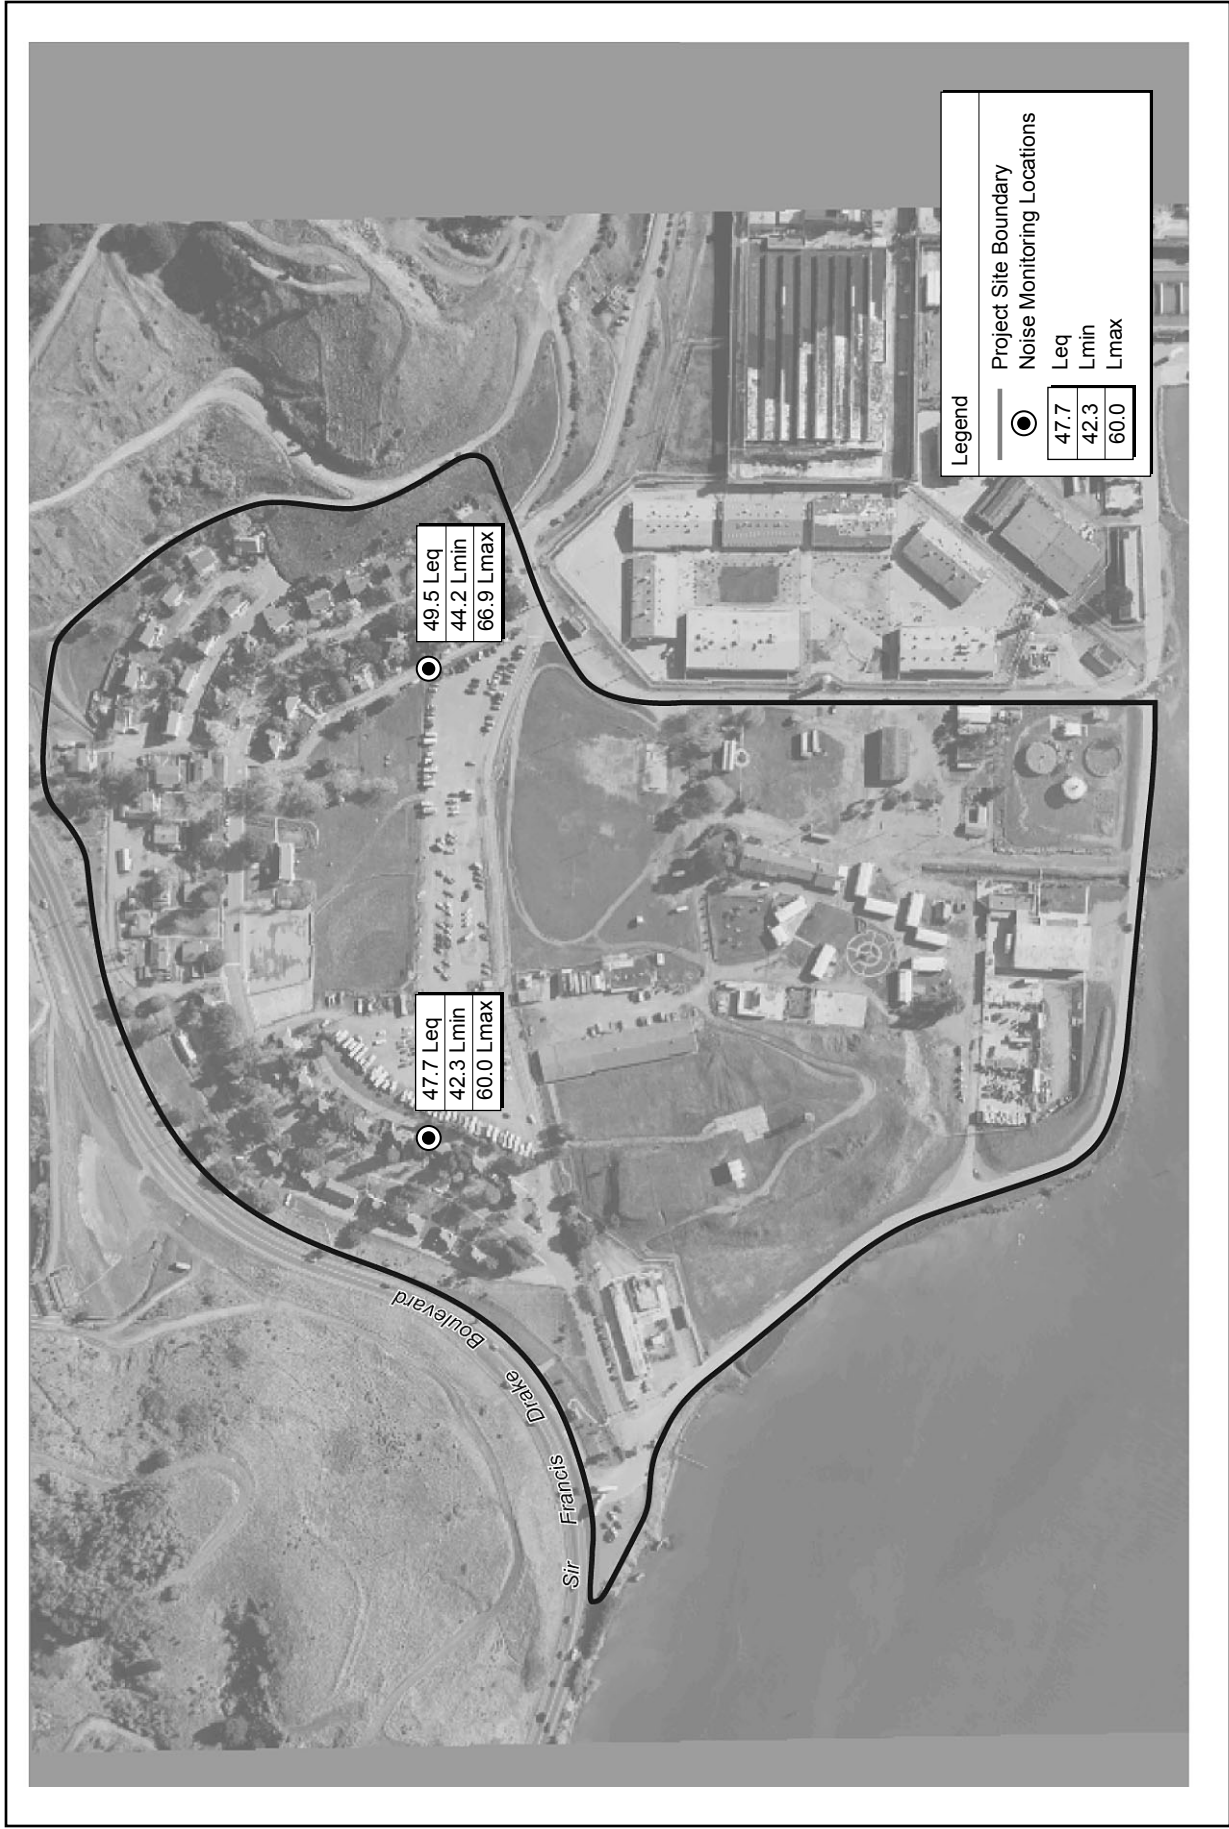 47.7 Leq
42.3 Lmin
60.0 Lmax
49.5 Leq
44.2 Lmin
66.9 Lmax
Sir Francis Drake Boulevard
Legend
Project Site Boundary
Noise Monitoring Locations
47.7 Leq
42.3 Lmin
60.0 Lmax